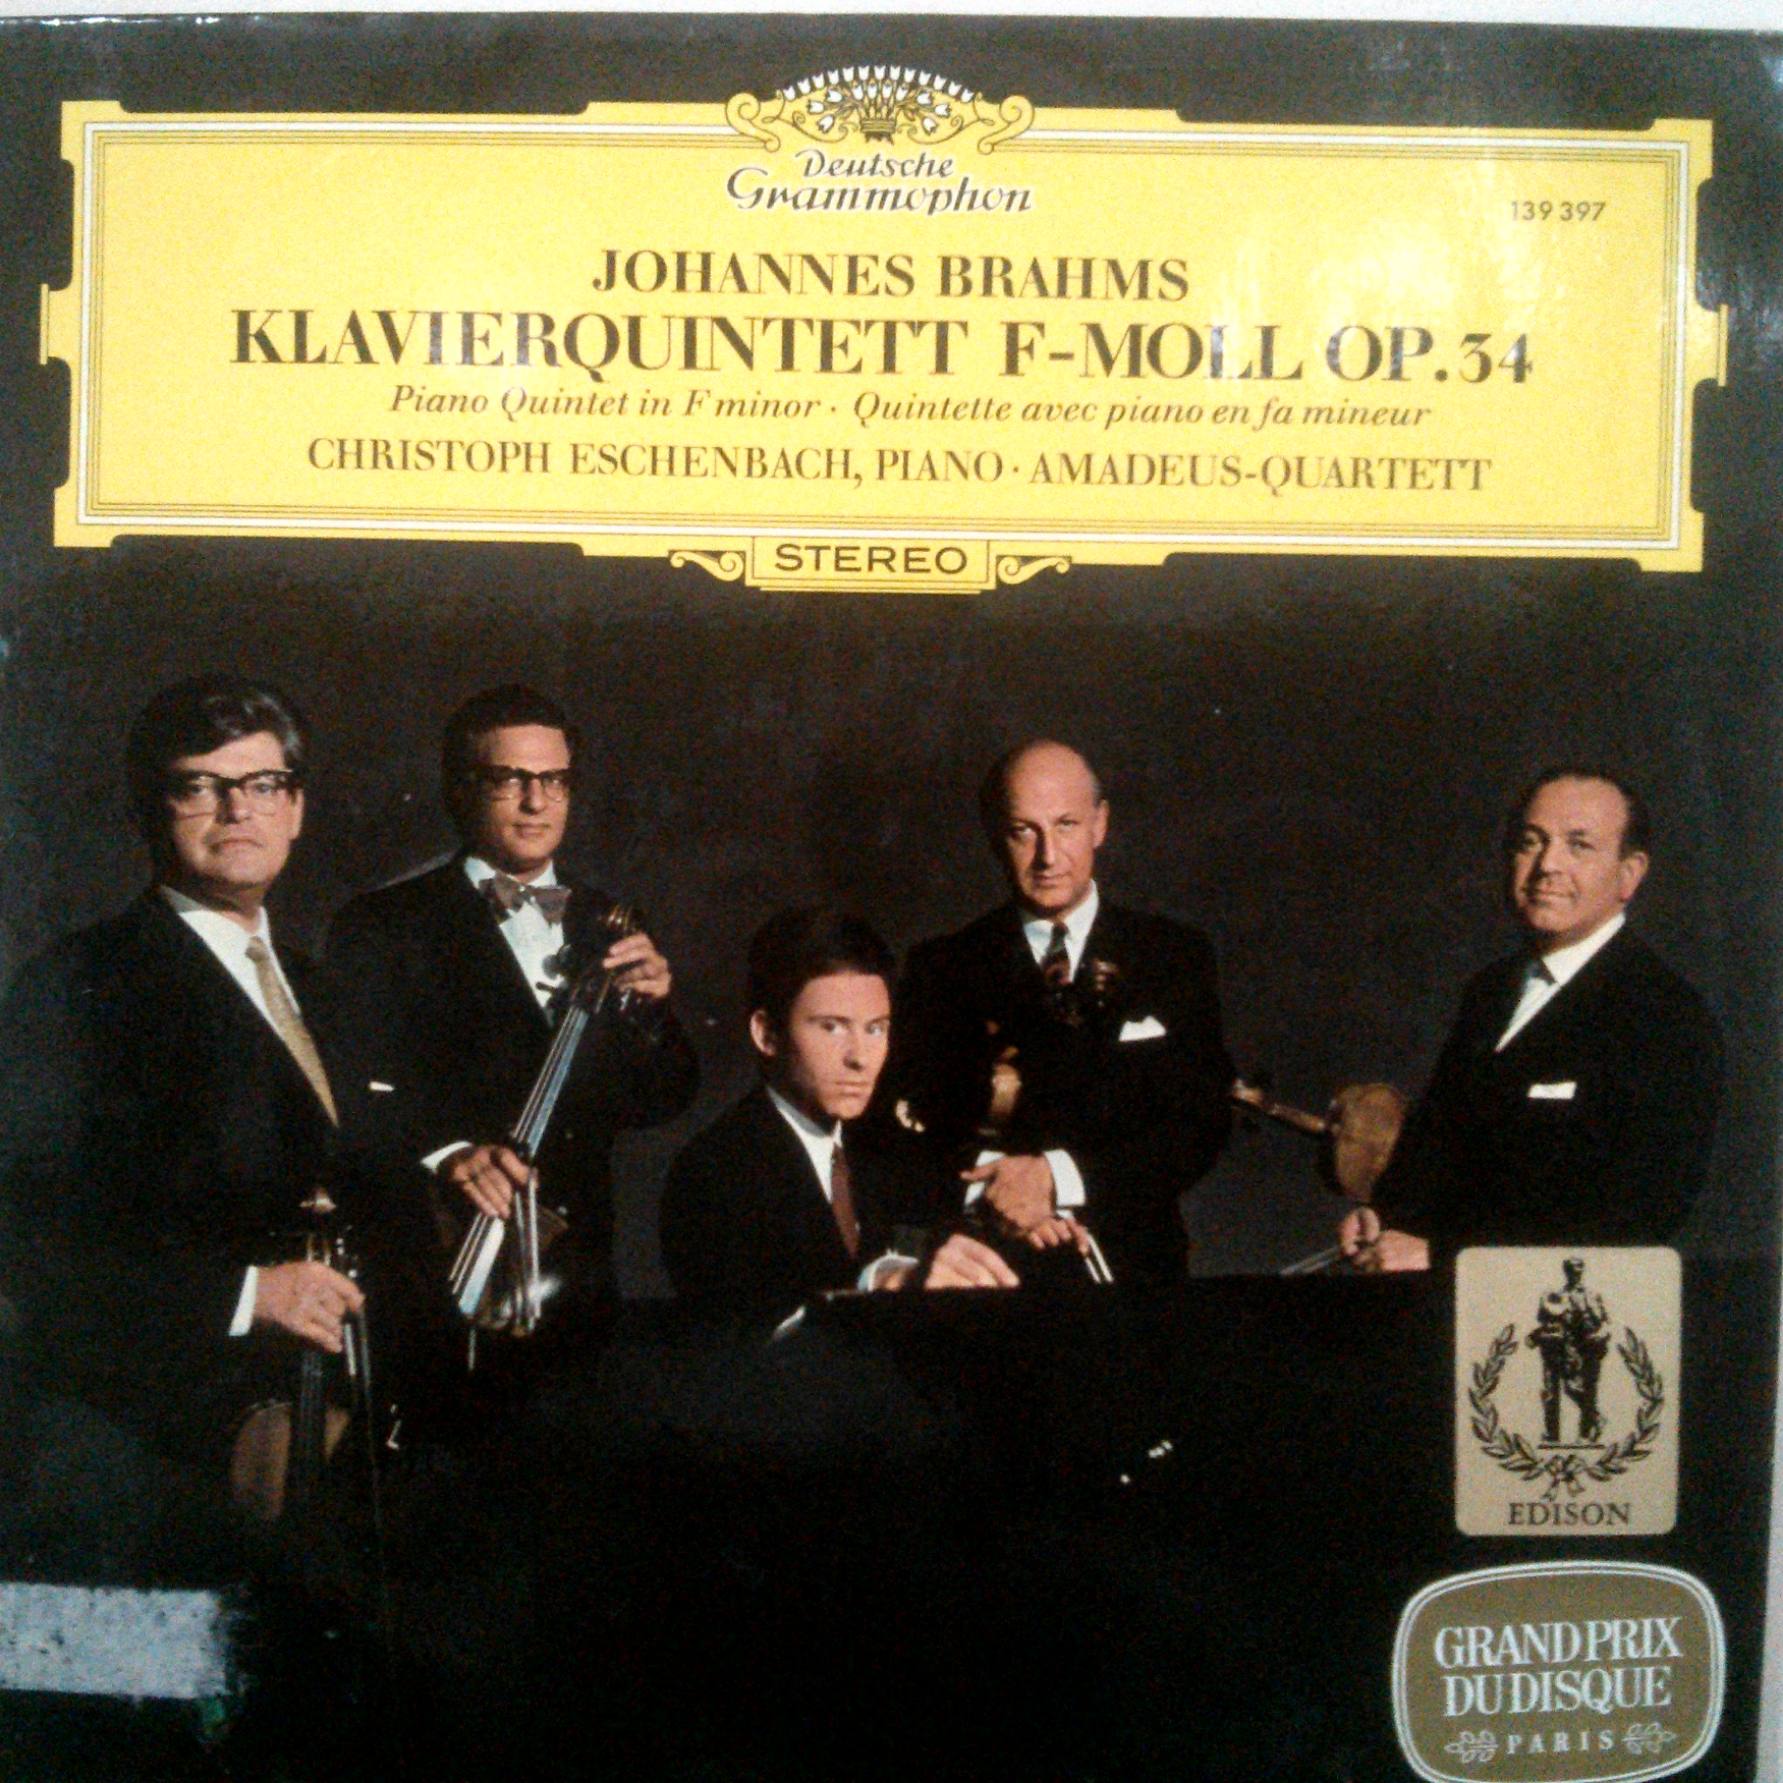 Deutsche
Grammophon
139 397
JOHANNES BRAHMS
KLAVIERQUINTETT F-MOLL OP. 34
Piano Quintet in F minor · Quintette avec piano en fa mineur
CHRISTOPH ESCHENBACH, PIANO · AMADEUS-QUARTETT
STEREO
EDISON
GRAND PRIX
DU DISQUE
PARIS